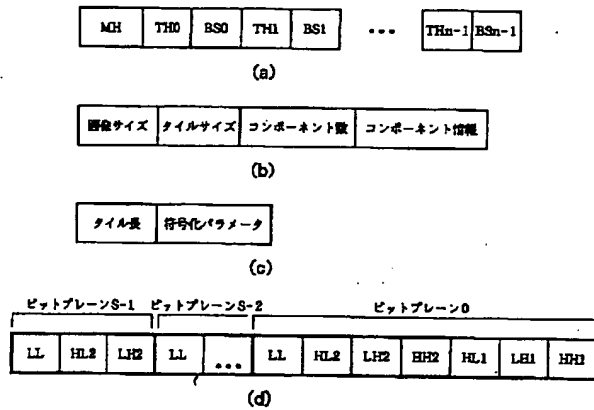 MH TH0 BS0 TH1 BS1 ••• THn-1 BSn-1
(a)
画像サイズ タイルサイズ コンポーネント数 コンポーネント情報
(b)
タイル長 符号化パラメータ
(c)
ビットプレーンS-1 ビットプレーンS-2 ビットプレーン0
LL HL2 LH2 LL ••• LL HL2 LH2 HH2 HL1 LH1 HH1
(d)